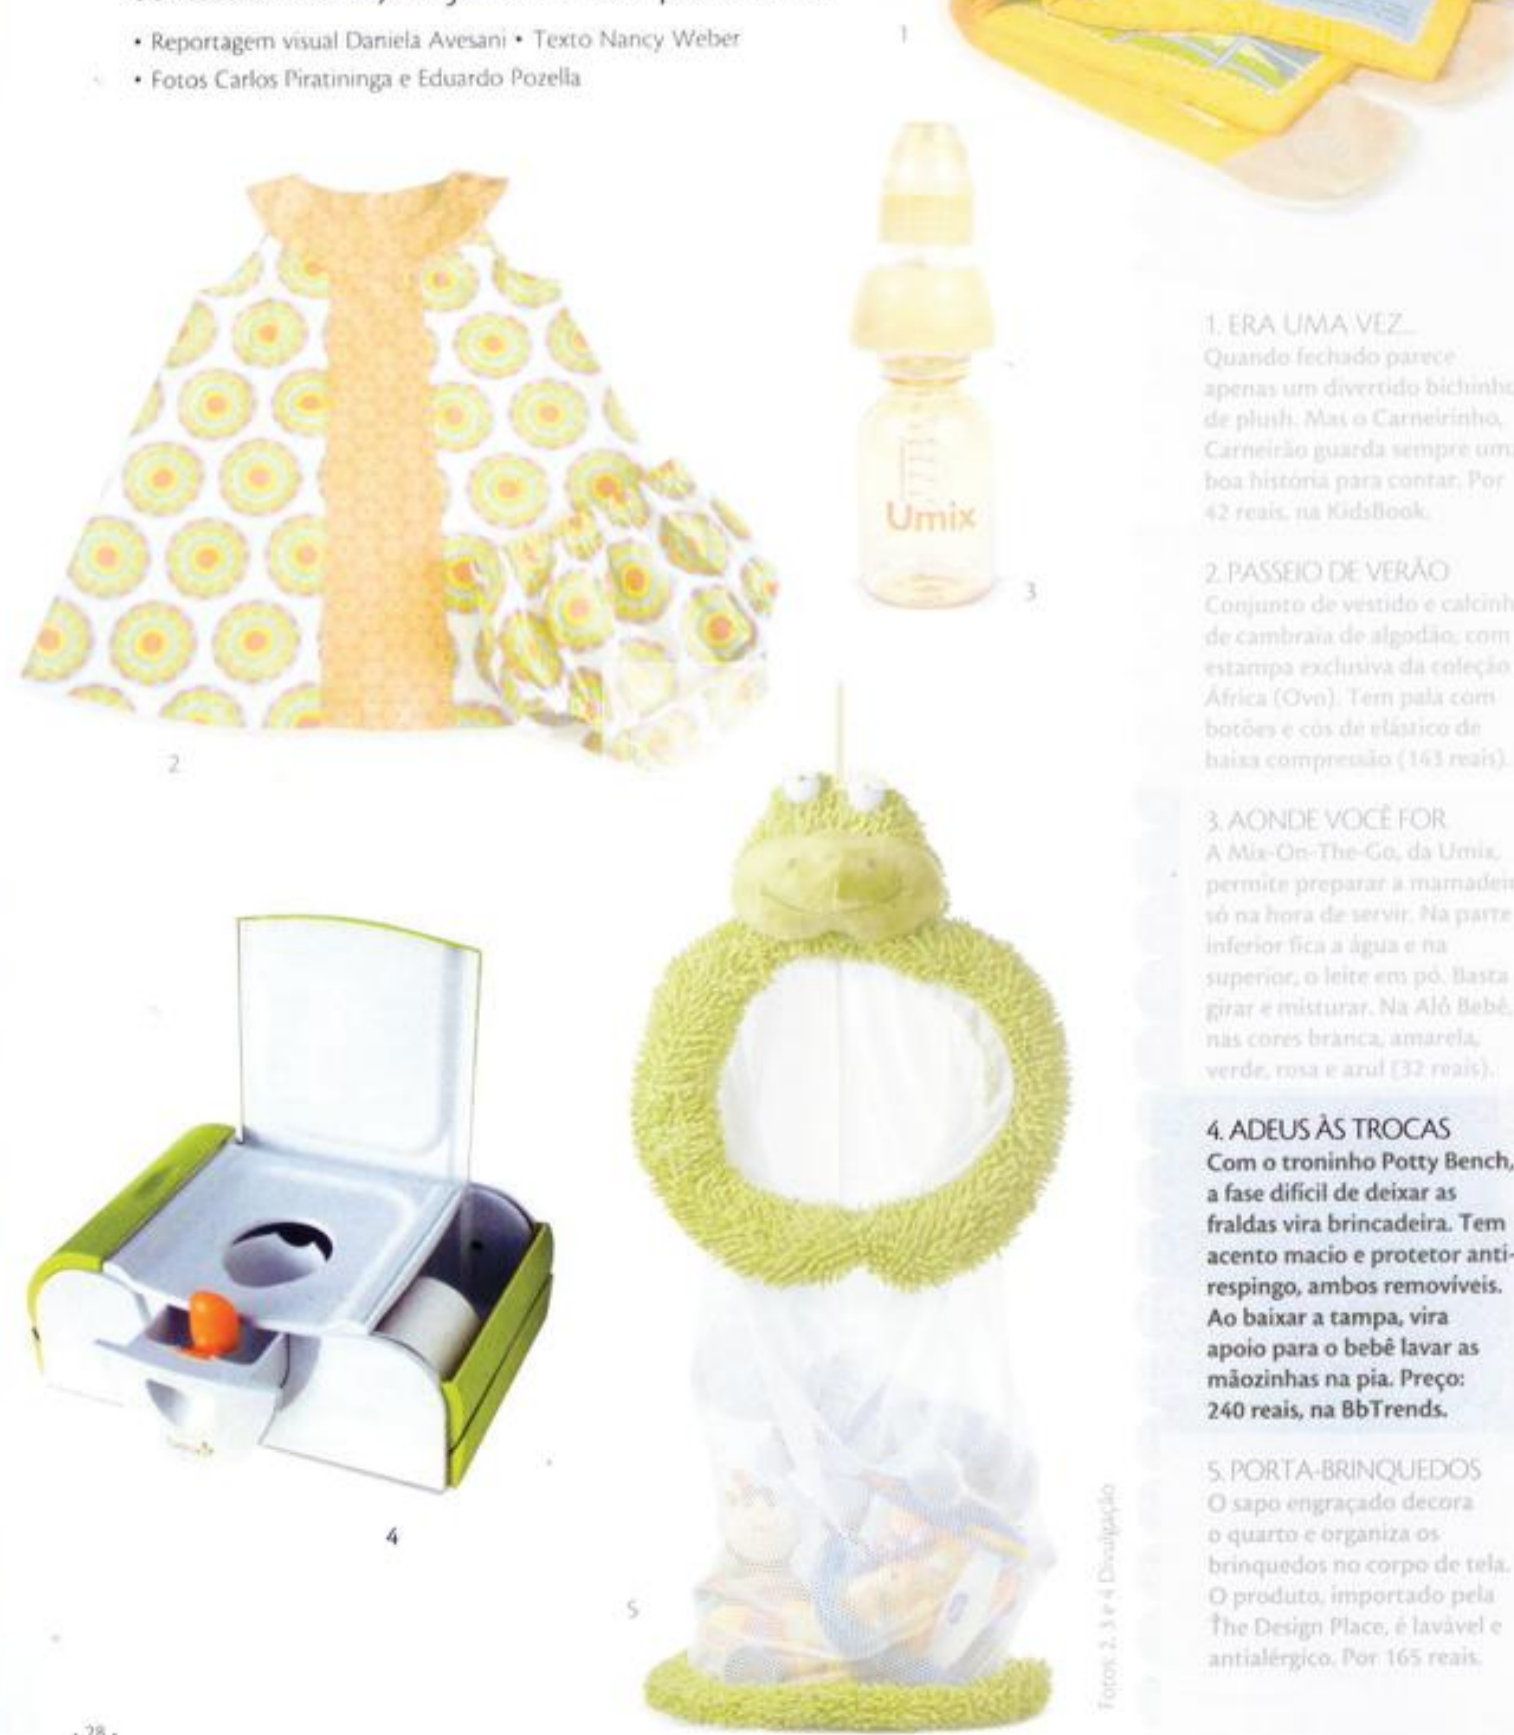 • Reportagem visual Daniela Avesani • Texto Nancy Weber
• Fotos Carlos Piratininga e Eduardo Pozella
1
Umix
3
2
1. ERA UMA VEZ...
Quando fechado parece
apenas um divertido bichinho
de plush. Mas o Carneirinho,
Carneirão guarda sempre uma
boa história para contar. Por
42 reais, na KidsBook.
2. PASSEIO DE VERÃO
Conjunto de vestido e calcinh
de cambraia de algodão, com
estampa exclusiva da coleção
África (Ovo). Tem pala com
botões e cós de elástico de
baixa compressão (143 reais).
3. AONDE VOCÊ FOR
A Mix-On-The-Go, da Umix,
permite preparar a mamadeir
só na hora de servir. Na parte
inferior fica a água e na
superior, o leite em pó. Basta
girar e misturar. Na Alô Bebê,
nas cores branca, amarela,
verde, rosa e azul (32 reais).
4. ADEUS ÀS TROCAS
Com o troninho Potty Bench,
a fase difícil de deixar as
fraldas vira brincadeira. Tem
acento macio e protetor anti-
respingo, ambos removíveis.
Ao baixar a tampa, vira
apoio para o bebê lavar as
mãozinhas na pia. Preço:
240 reais, na BbTrends.
5. PORTA-BRINQUEDOS
O sapo engraçado decora
o quarto e organiza os
brinquedos no corpo de tela.
O produto, importado pela
The Design Place, é lavável e
antialérgico. Por 165 reais.
4
5
Fotos: 2, 3 e 4 Divulgação
- 28 -